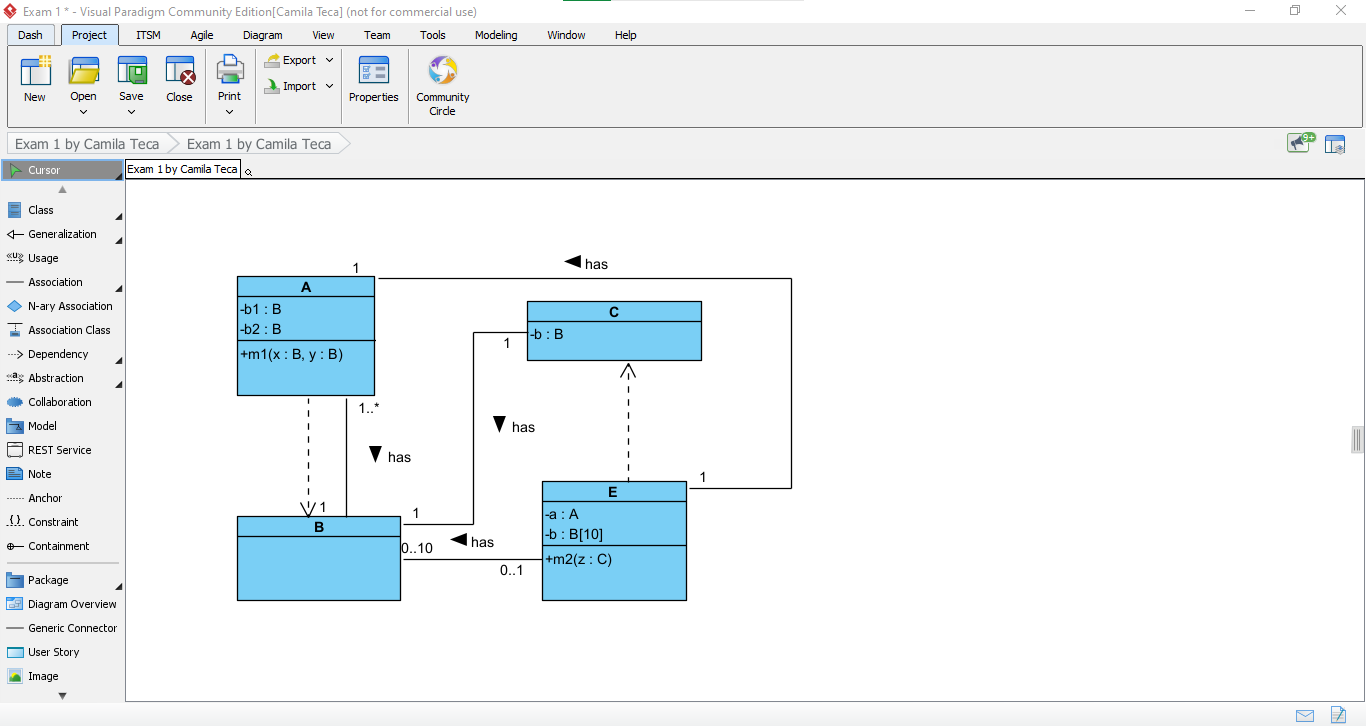 Exam 1 * - Visual Paradigm Community Edition[Camila Teca] (not for commercial use)
Dash Project ITSM Agile Diagram View Team Tools Modeling Window Help
New Open Save Close Print Export Import Properties Community Circle
Exam 1 by Camila Teca Exam 1 by Camila Teca
9+
Cursor
Exam 1 by Camila Teca
Class
Generalization
«U» Usage
Association
N-ary Association
Association Class
Dependency
«a» Abstraction
Collaboration
Model
REST Service
Note
Anchor
{.} Constraint
Containment
Package
Diagram Overview
Generic Connector
User Story
Image
1
has
A
-b1 : B
-b2 : B
+m1(x : B, y : B)
C
-b : B
1
1..*
has
has
1
B
1
0..10
has
0..1
1
E
-a : A
-b : B[10]
+m2(z : C)